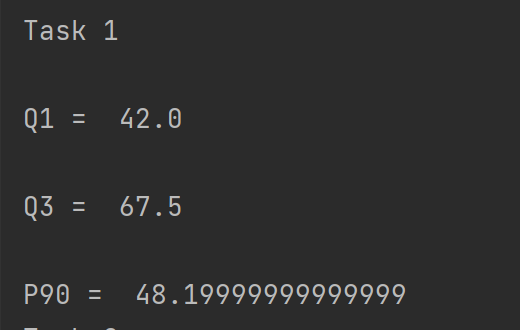 Task 1
Q1 =  42.0
Q3 =  67.5
P90 =  48.19999999999999